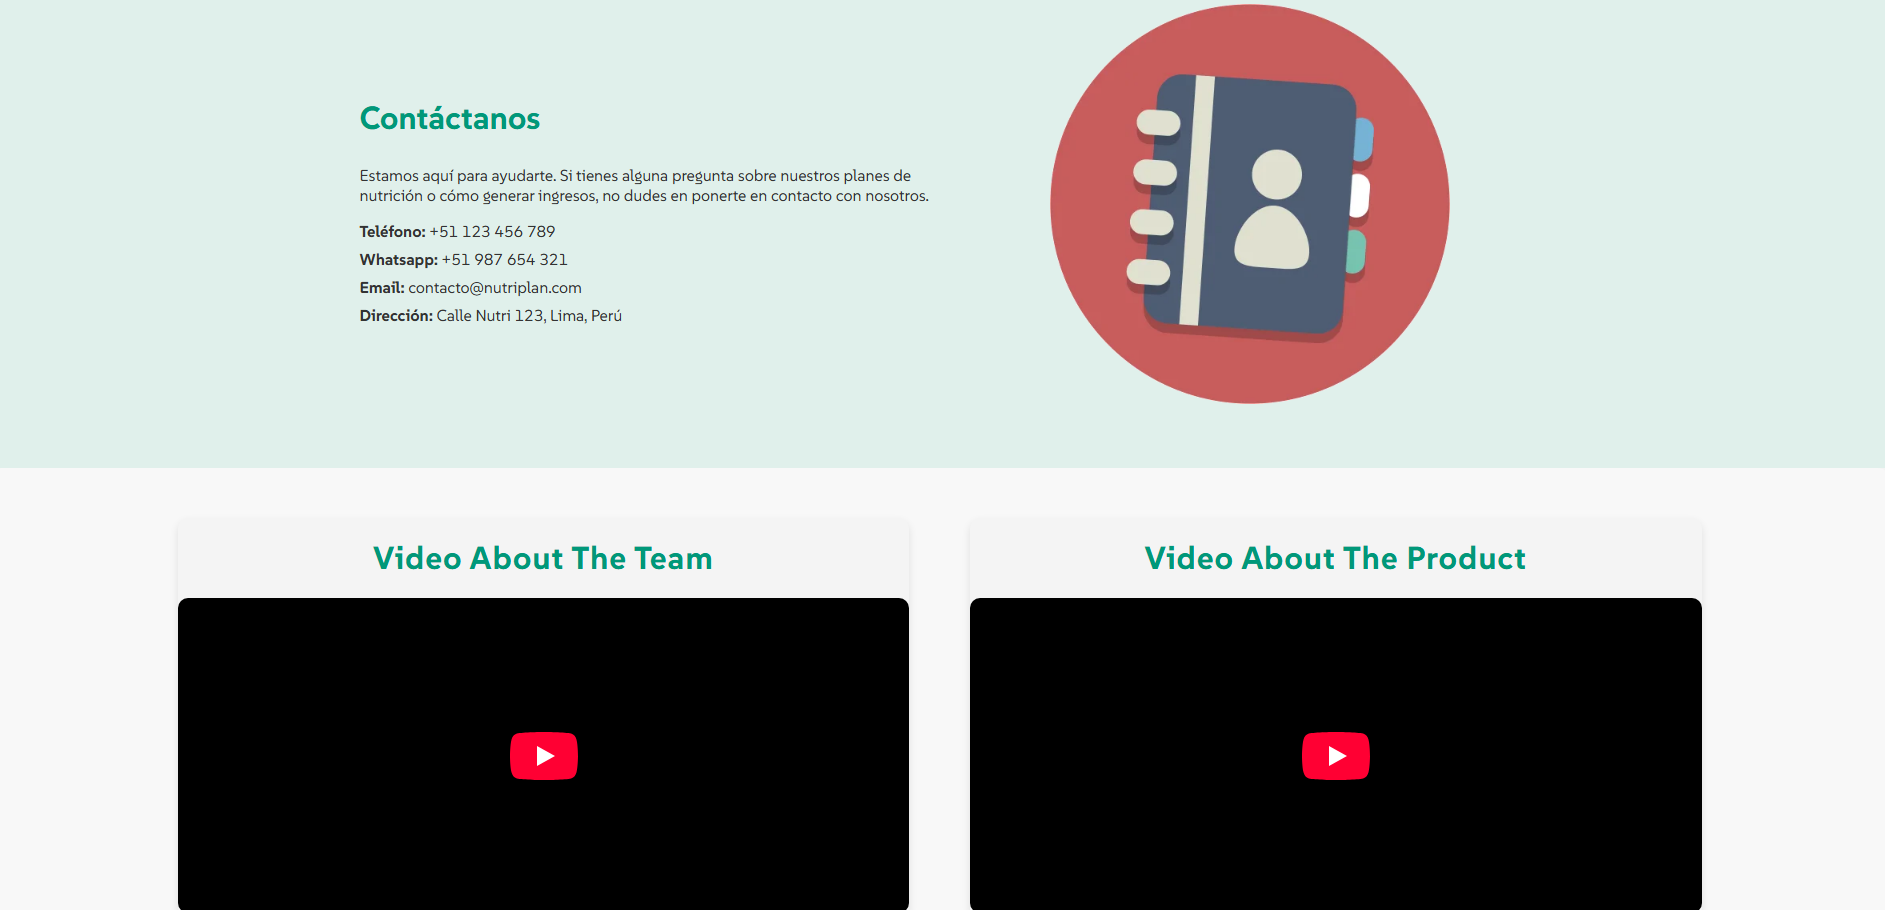 Contáctanos
Estamos aquí para ayudarte. Si tienes alguna pregunta sobre nuestros planes de
nutrición o cómo generar ingresos, no dudes en ponerte en contacto con nosotros.
Teléfono: +51 123 456 789
Whatsapp: +51 987 654 321
Email: contacto@nutriplan.com
Dirección: Calle Nutri 123, Lima, Perú
Video About The Team
Video About The Product